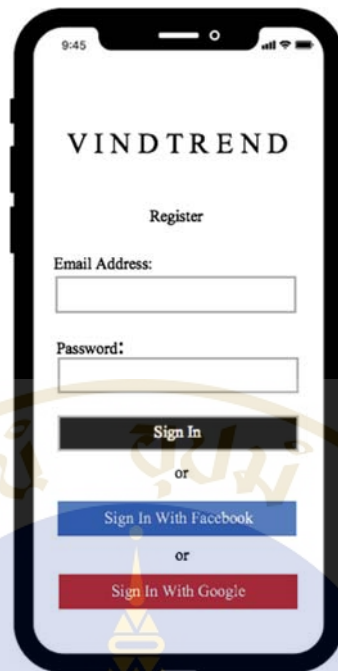 9:45
VINDTREND
Register
Email Address:
Password:
Sign In
or
Sign In With Facebook
or
Sign In With Google